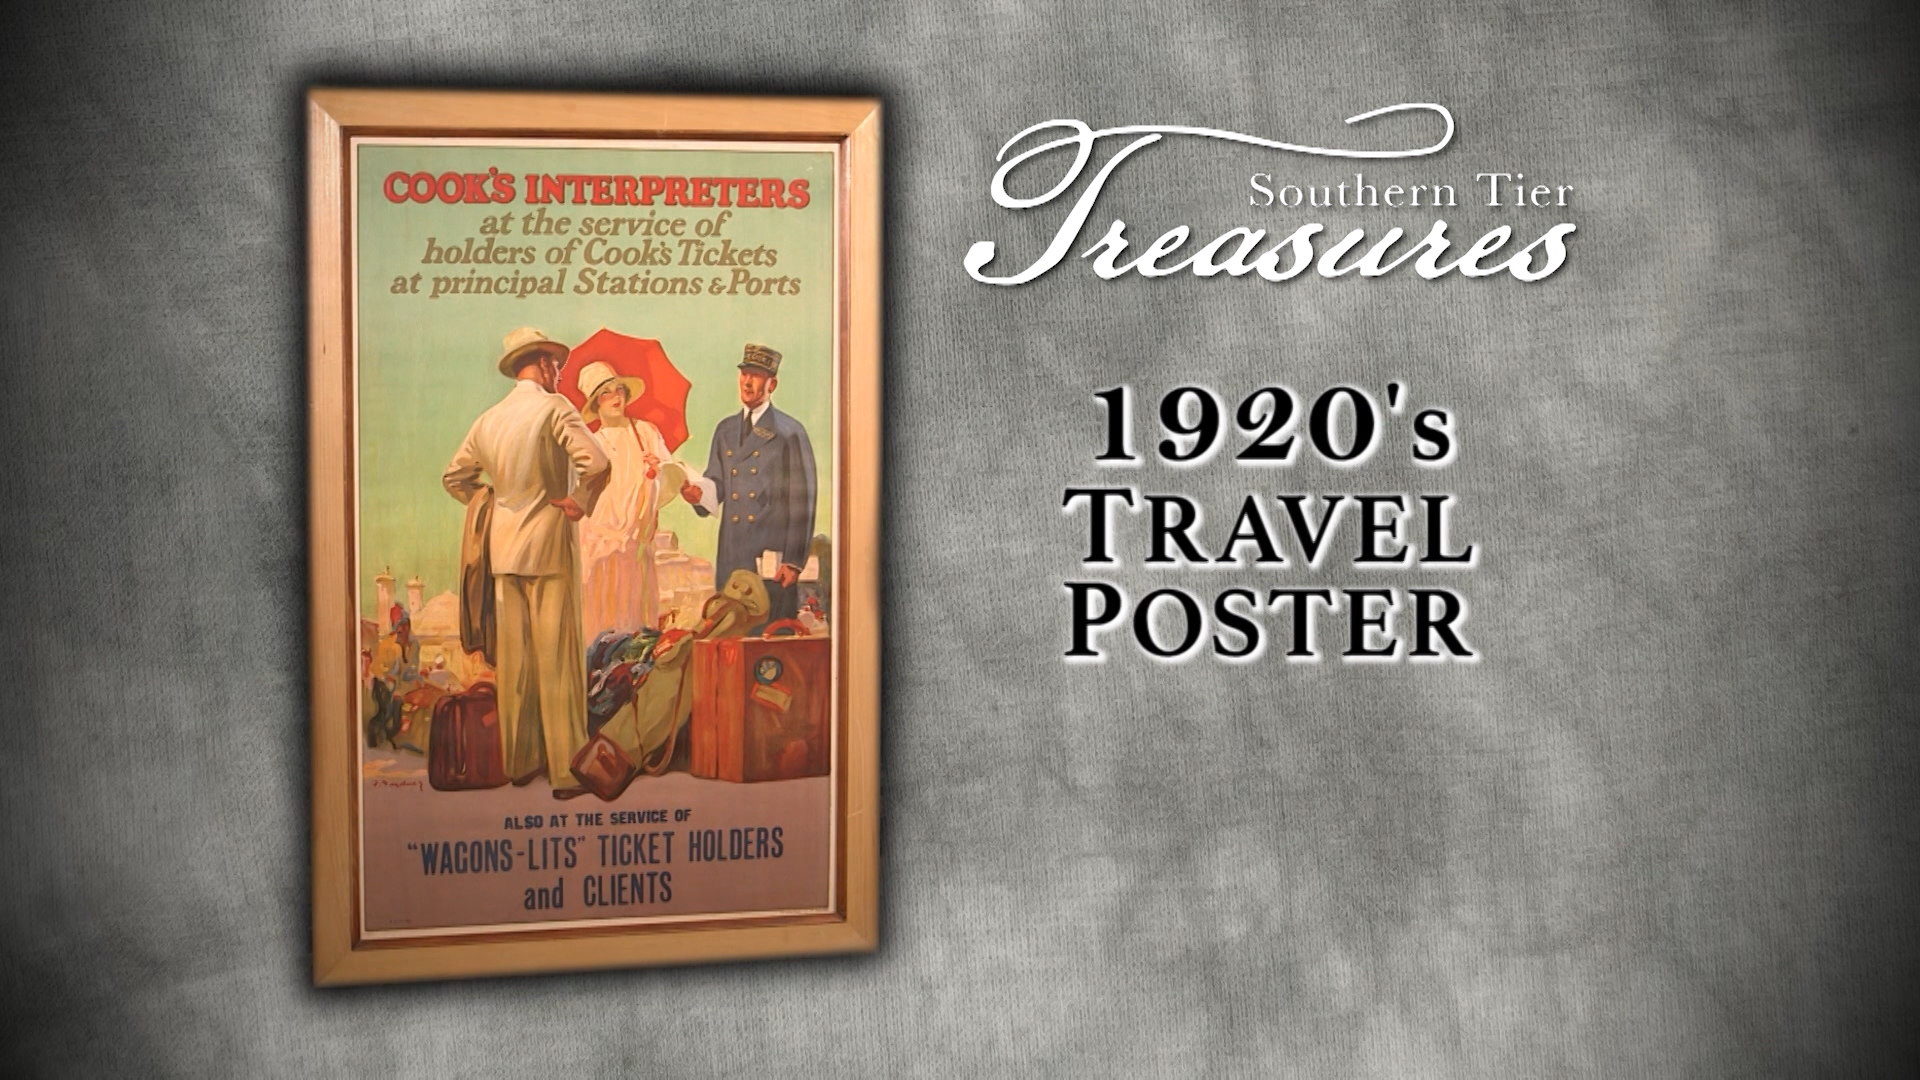 COOK'S INTERPRETERS
at the service of
holders of Cook's Tickets
at principal Stations & Ports
COOK
ALSO AT THE SERVICE OF
"WAGONS-LITS" TICKET HOLDERS
and CLIENTS
Southern Tier
Treasures
1920's
TRAVEL
POSTER